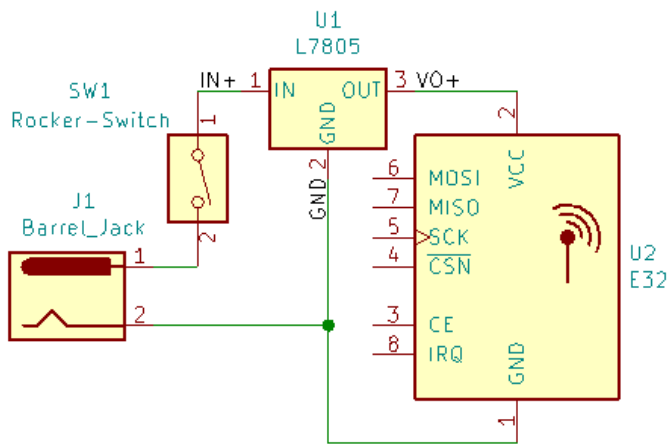 U1
L7805
IN+ 1 IN OUT 3 VO+
GND
2
GND
SW1
Rocker-Switch
1
2
J1
Barrel_Jack
1
2
2
VCC
6 MOSI
7 MISO
5 SCK
4 CSN
3 CE
8 IRQ
GND
1
U2
E32